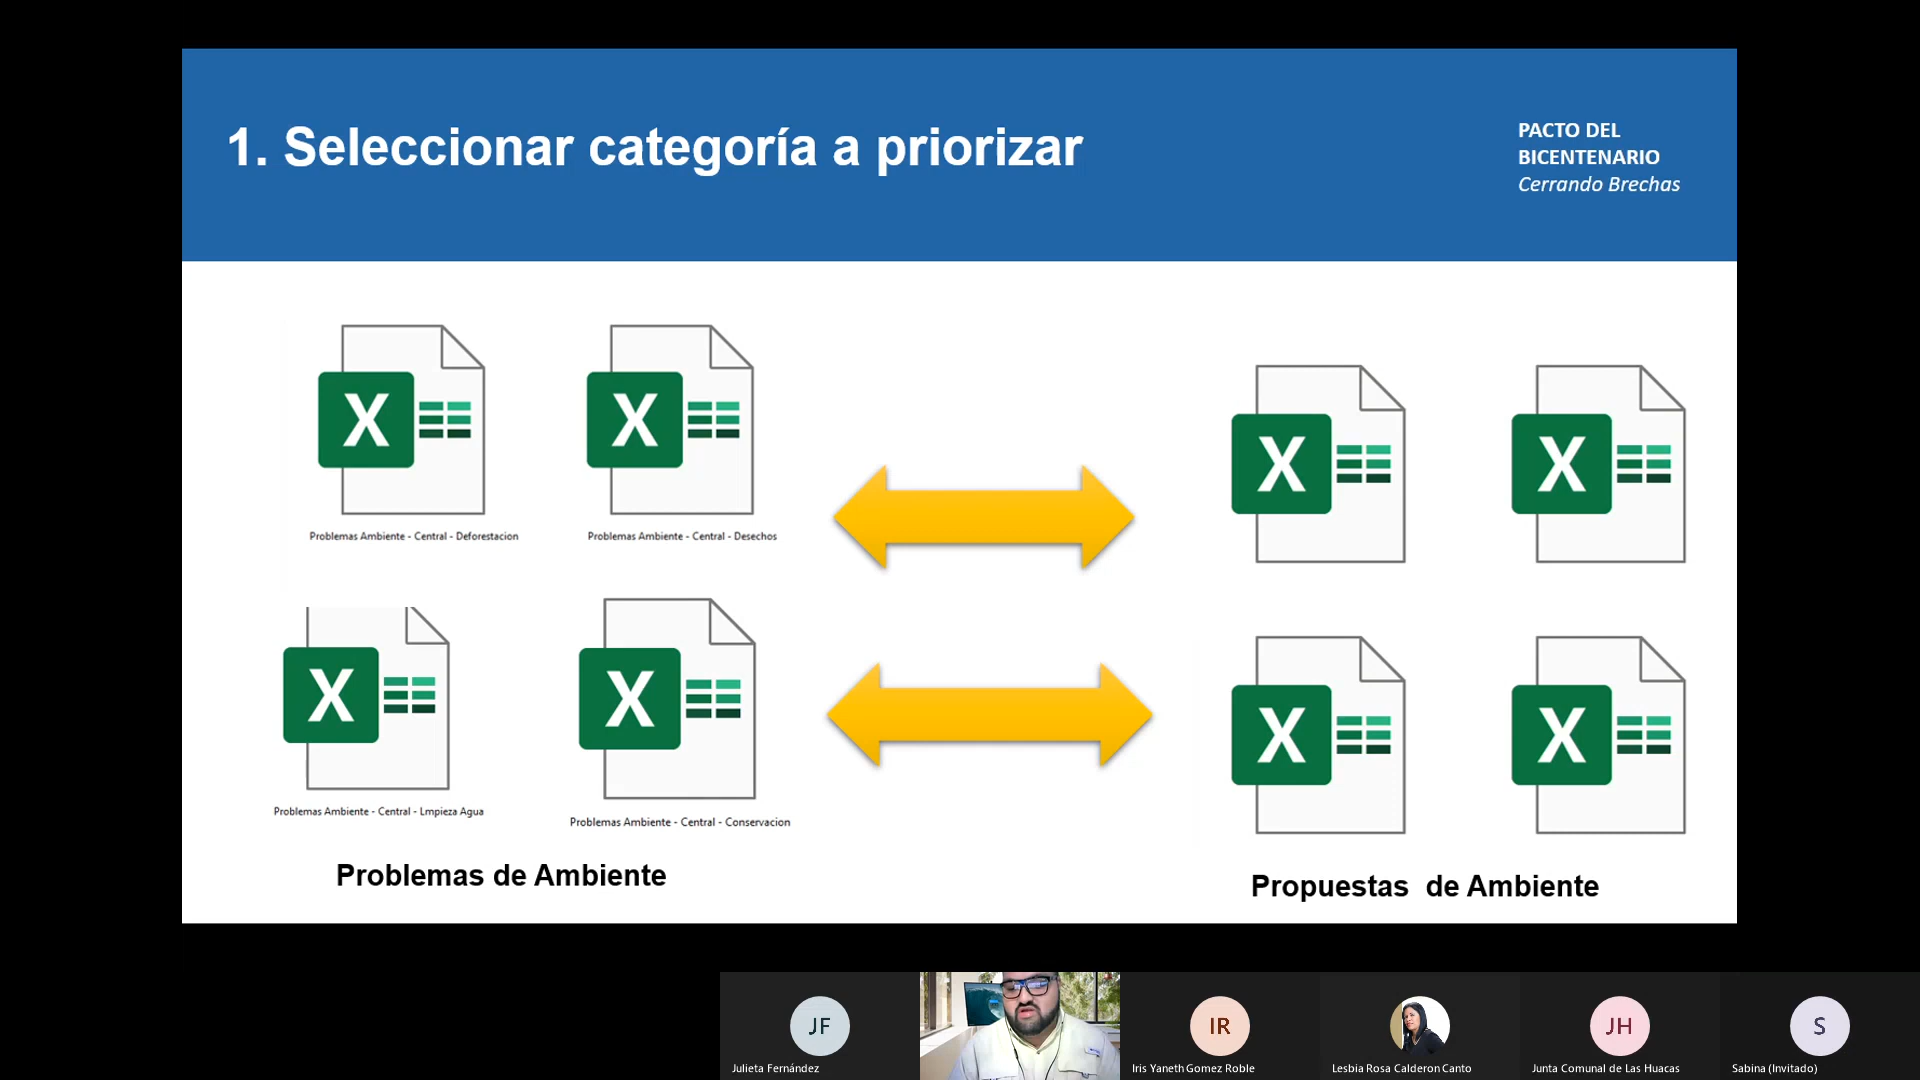 1. Seleccionar categoría a priorizar
PACTO DEL
BICENTENARIO
Cerrando Brechas
X
X
X
X
Problemas Ambiente - Central - Deforestacion
Problemas Ambiente - Central - Desechos
X
X
X
X
Problemas Ambiente - Central - Lmpieza Agua
Problemas Ambiente - Central - Conservacion
Problemas de Ambiente
Propuestas de Ambiente
JF
IR
JH
S
Julieta Fernández
Iris Yaneth Gomez Roble
Lesbia Rosa Calderon Canto
Junta Comunal de Las Huacas
Sabina (Invitado)